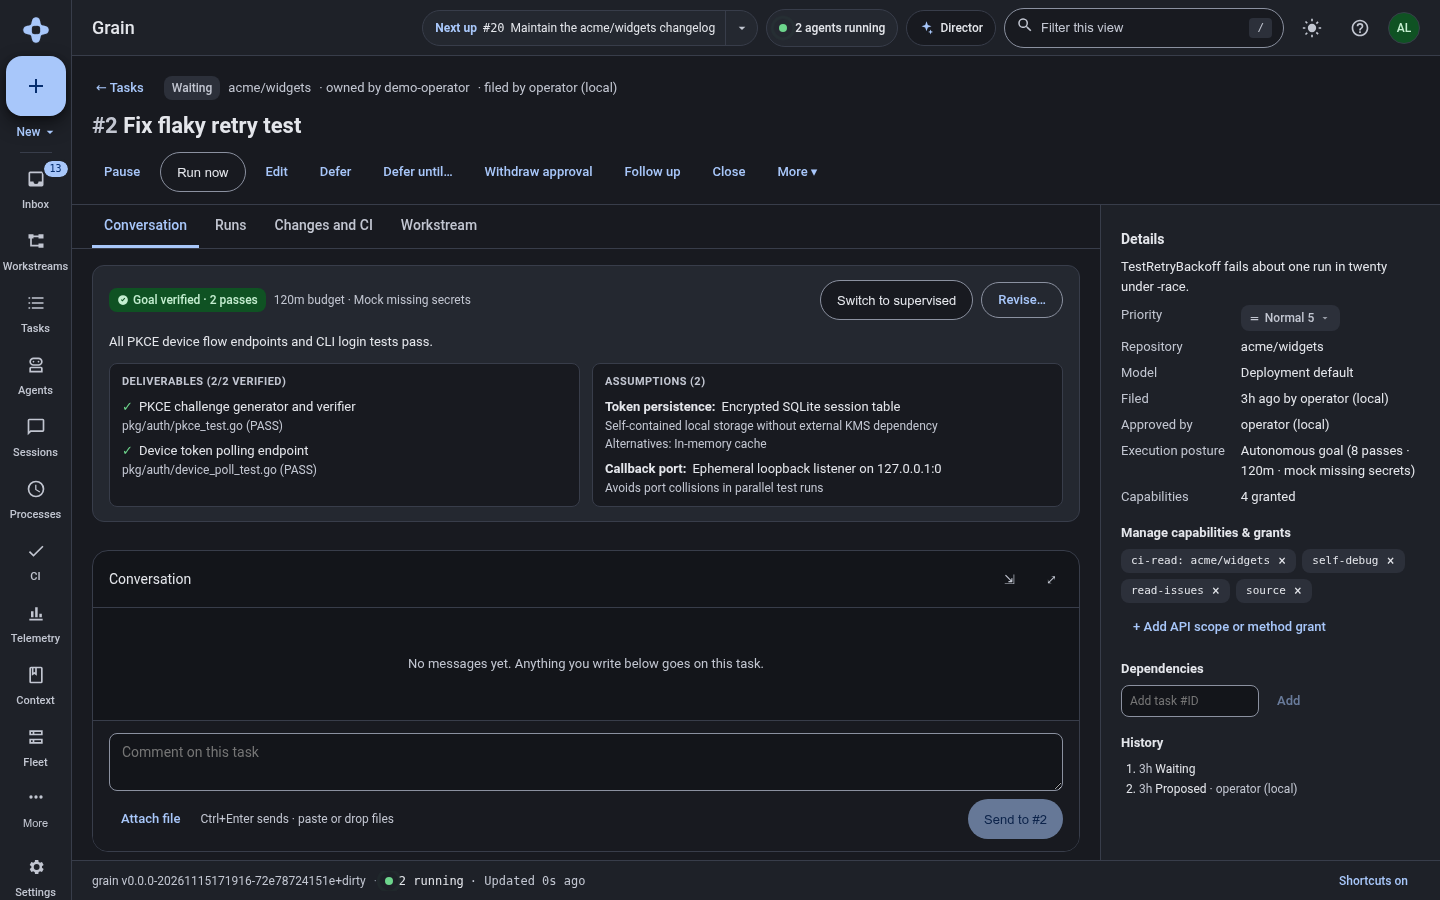 Grain
Next up #20 Maintain the acme/widgets changelog
2 agents running
Director
Filter this view
/
AL
New
13
Inbox
Workstreams
Tasks
Agents
Sessions
Processes
CI
Telemetry
Context
Fleet
More
Settings
← Tasks
Waiting
acme/widgets · owned by demo-operator · filed by operator (local)
#2 Fix flaky retry test
Pause
Run now
Edit
Defer
Defer until…
Withdraw approval
Follow up
Close
More ▾
Conversation
Runs
Changes and CI
Workstream
Goal verified · 2 passes
120m budget · Mock missing secrets
Switch to supervised
Revise…
All PKCE device flow endpoints and CLI login tests pass.
DELIVERABLES (2/2 VERIFIED)
✓ PKCE challenge generator and verifier
pkg/auth/pkce_test.go (PASS)
✓ Device token polling endpoint
pkg/auth/device_poll_test.go (PASS)
ASSUMPTIONS (2)
Token persistence: Encrypted SQLite session table
Self-contained local storage without external KMS dependency
Alternatives: In-memory cache
Callback port: Ephemeral loopback listener on 127.0.0.1:0
Avoids port collisions in parallel test runs
Conversation
No messages yet. Anything you write below goes on this task.
Comment on this task
Attach file
Ctrl+Enter sends · paste or drop files
Send to #2
Details
TestRetryBackoff fails about one run in twenty
under -race.
Priority
Normal 5
Repository
acme/widgets
Model
Deployment default
Filed
3h ago by operator (local)
Approved by
operator (local)
Execution posture
Autonomous goal (8 passes ·
120m · mock missing secrets)
Capabilities
4 granted
Manage capabilities & grants
ci-read: acme/widgets ×
self-debug ×
read-issues ×
source ×
+ Add API scope or method grant
Dependencies
Add task #ID
Add
History
1. 3h Waiting
2. 3h Proposed · operator (local)
grain v0.0.0-20261115171916-72e78724151e+dirty · 2 running · Updated 0s ago
Shortcuts on